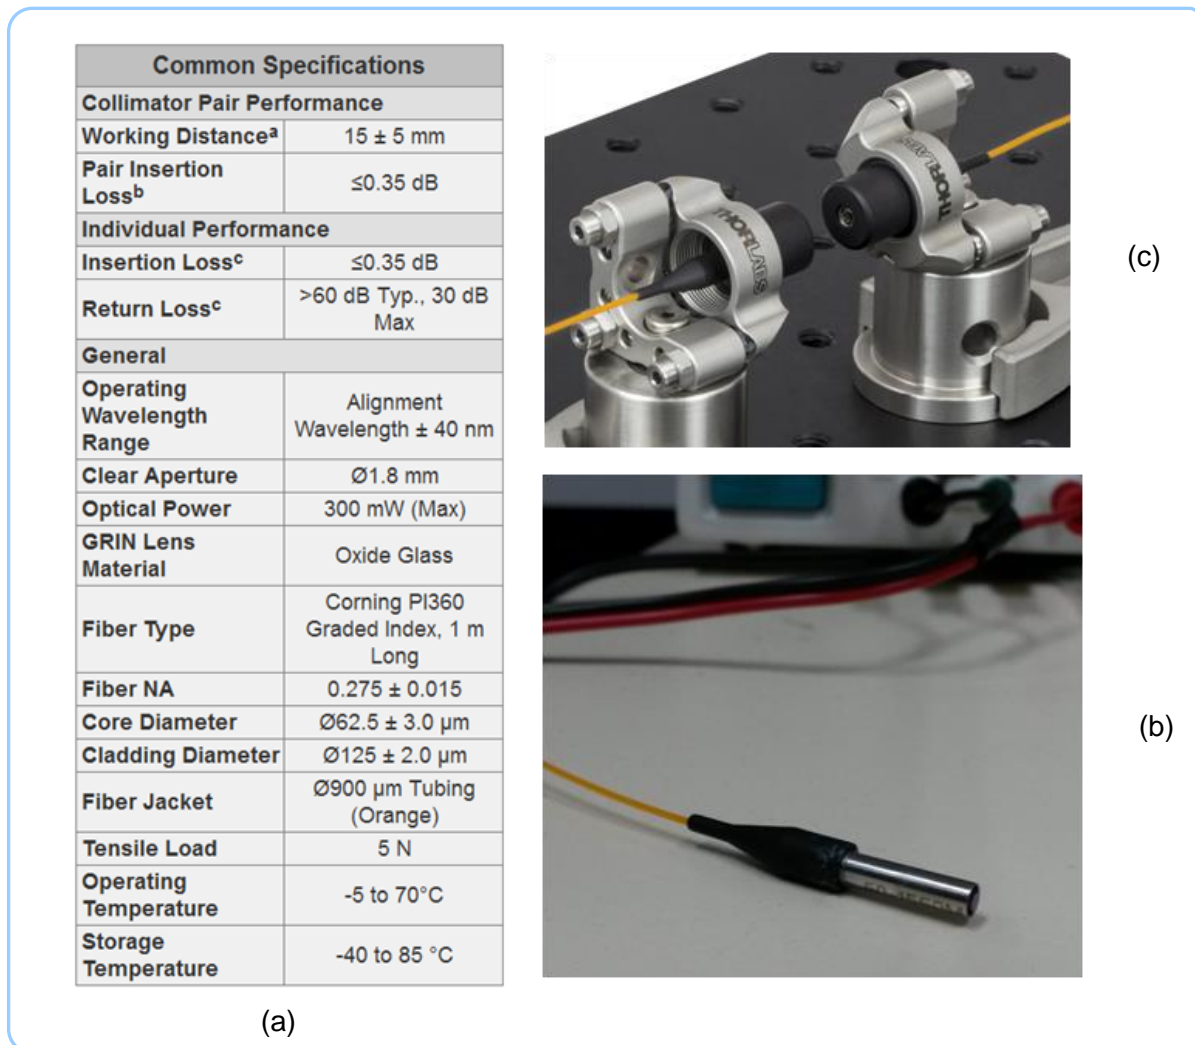 Common Specifications
Collimator Pair Performance
Working Distanceᵃ 15 ± 5 mm
Pair Insertion
Lossᵇ ≤0.35 dB
Individual Performance
Insertion Lossᶜ ≤0.35 dB
Return Lossᶜ >60 dB Typ., 30 dB
Max
General
Operating
Wavelength
Range Alignment
Wavelength ± 40 nm
Clear Aperture Ø1.8 mm
Optical Power 300 mW (Max)
GRIN Lens
Material Oxide Glass
Fiber Type Corning PI360
Graded Index, 1 m
Long
Fiber NA 0.275 ± 0.015
Core Diameter Ø62.5 ± 3.0 µm
Cladding Diameter Ø125 ± 2.0 µm
Fiber Jacket Ø900 µm Tubing
(Orange)
Tensile Load 5 N
Operating
Temperature -5 to 70°C
Storage
Temperature -40 to 85 °C
(a)
THORLABS
THORLABS
(c)
(b)